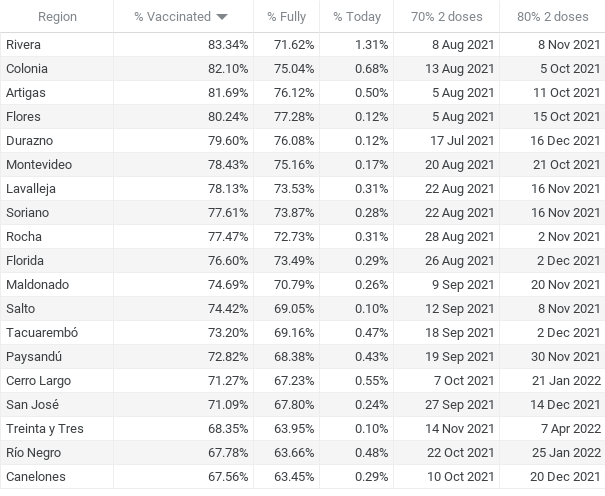 Region % Vaccinated % Fully % Today 70% 2 doses 80% 2 doses
Rivera 83.34% 71.62% 1.31% 8 Aug 2021 8 Nov 2021
Colonia 82.10% 75.04% 0.68% 13 Aug 2021 5 Oct 2021
Artigas 81.69% 76.12% 0.50% 5 Aug 2021 11 Oct 2021
Flores 80.24% 77.28% 0.12% 5 Aug 2021 15 Oct 2021
Durazno 79.60% 76.08% 0.12% 17 Jul 2021 16 Dec 2021
Montevideo 78.43% 75.16% 0.17% 20 Aug 2021 21 Oct 2021
Lavalleja 78.13% 73.53% 0.31% 22 Aug 2021 16 Nov 2021
Soriano 77.61% 73.87% 0.28% 22 Aug 2021 16 Nov 2021
Rocha 77.47% 72.73% 0.31% 28 Aug 2021 2 Nov 2021
Florida 76.60% 73.49% 0.29% 26 Aug 2021 2 Dec 2021
Maldonado 74.69% 70.79% 0.26% 9 Sep 2021 20 Nov 2021
Salto 74.42% 69.05% 0.10% 12 Sep 2021 8 Nov 2021
Tacuarembó 73.20% 69.16% 0.47% 18 Sep 2021 2 Dec 2021
Paysandú 72.82% 68.38% 0.43% 19 Sep 2021 30 Nov 2021
Cerro Largo 71.27% 67.23% 0.55% 7 Oct 2021 21 Jan 2022
San José 71.09% 67.80% 0.24% 27 Sep 2021 14 Dec 2021
Treinta y Tres 68.35% 63.95% 0.10% 14 Nov 2021 7 Apr 2022
Río Negro 67.78% 63.66% 0.48% 22 Oct 2021 25 Jan 2022
Canelones 67.56% 63.45% 0.29% 10 Oct 2021 20 Dec 2021